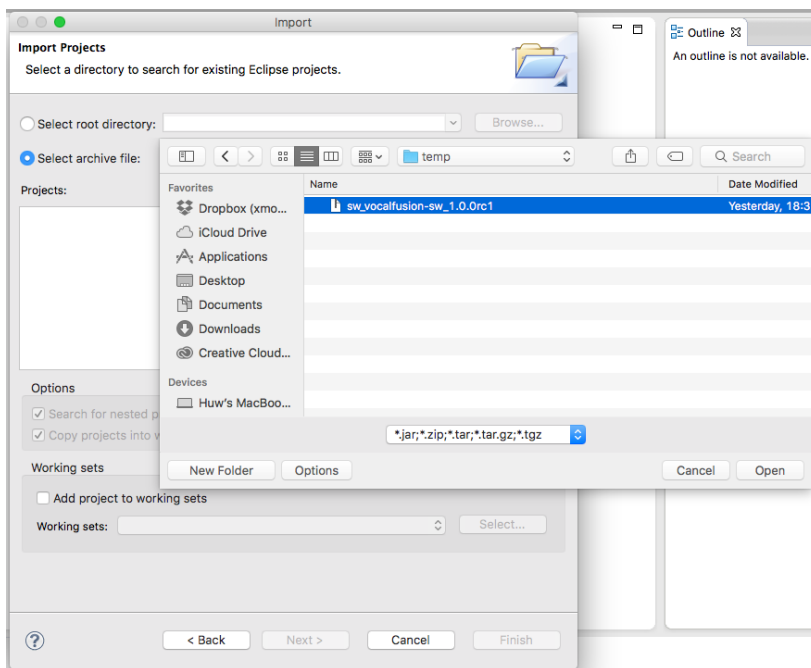 Import
Import Projects
Select a directory to search for existing Eclipse projects.
Select root directory:
Browse...
Select archive file:
Projects:
temp
Search
Favorites
Dropbox (xmo...
iCloud Drive
Applications
Desktop
Documents
Downloads
Creative Cloud...
Devices
Huw's MacBoo...
Name
Date Modified
sw_vocalfusion-sw_1.0.0rc1
Yesterday, 18:3
*.jar;*.zip;*.tar;*.tar.gz;*.tgz
New Folder
Options
Cancel
Open
Options
Search for nested p
Copy projects into w
Working sets
Add project to working sets
Working sets:
Select...
?
< Back
Next >
Cancel
Finish
Outline
An outline is not available.